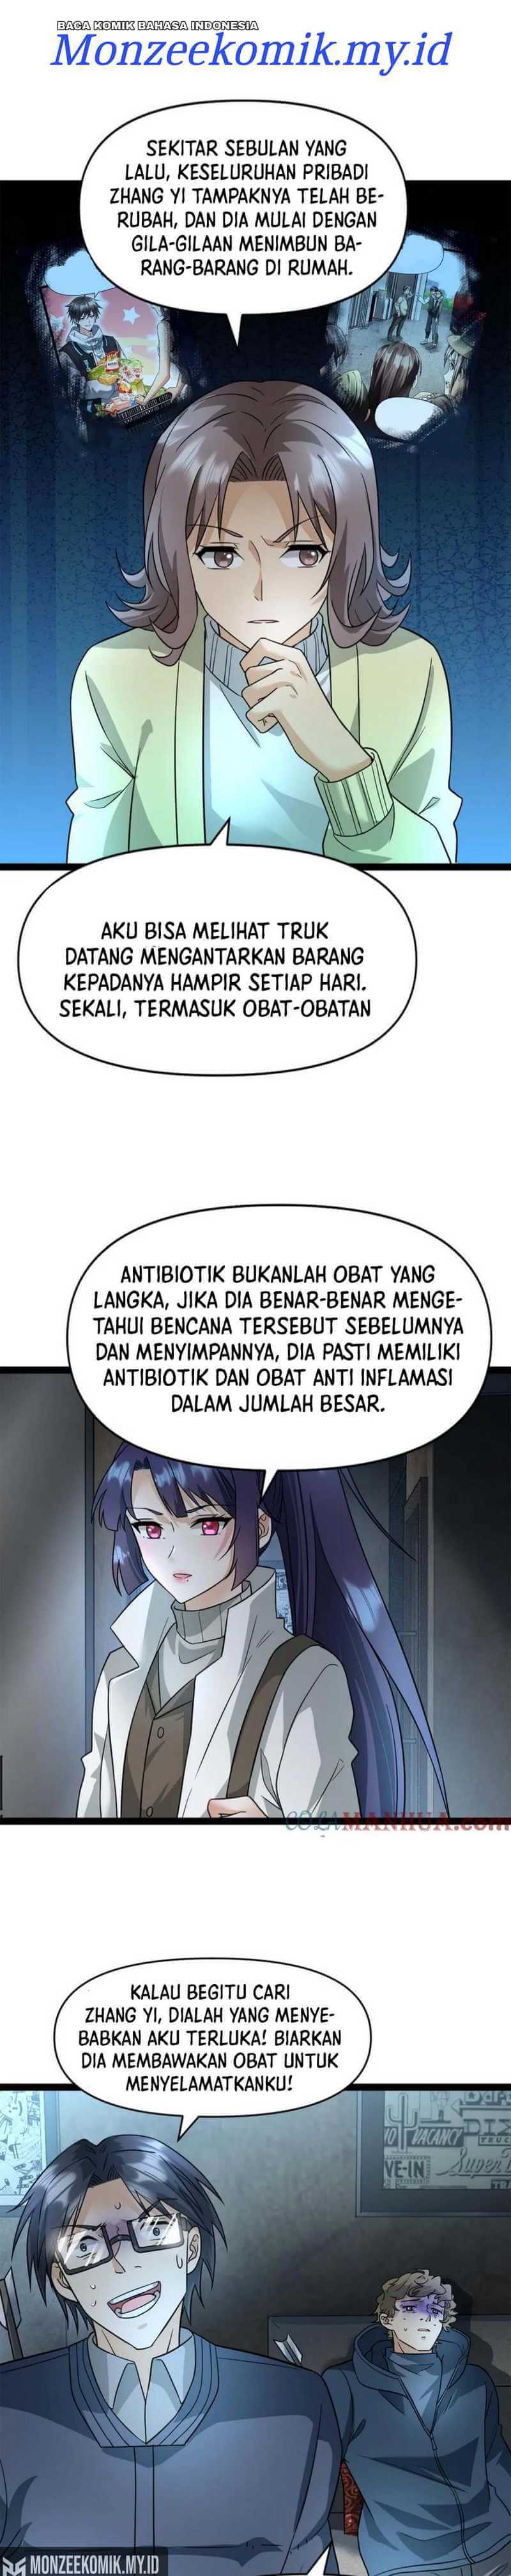 BACA KOMIK BAHASA INDONESIA
Monzeekomik.my.id
SEKITAR SEBULAN YANG
LALU, KESELURUHAN PRIBADI
ZHANG YI TAMPAKNYA TELAH BE-
RUBAH, DAN DIA MULAI DENGAN
GILA-GILAAN MENIMBUN BA-
RANG-BARANG DI RUMAH.
AKU BISA MELIHAT TRUK
DATANG MENGANTARKAN BARANG
KEPADANYA HAMPIR SETIAP HARI.
SEKALI, TERMASUK OBAT-OBATAN
ANTIBIOTIK BUKANLAH OBAT YANG
LANGKA, JIKA DIA BENAR-BENAR MENGE-
TAHUI BENCANA TERSEBUT SEBELUMNYA
DAN MENYIMPANNYA, DIA PASTI MEMILIKI
ANTIBIOTIK DAN OBAT ANTI INFLAMASI
DALAM JUMLAH BESAR.
COLAMANHUA.com
KALAU BEGITU CARI
ZHANG YI, DIALAH YANG MENYE-
BABKAN AKU TERLUKA! BIARKAN
DIA MEMBAWAKAN OBAT UNTUK
MENYELAMATKANKU!
NO VACANCY
VE-IN
MONZEEKOMIK.MY.ID